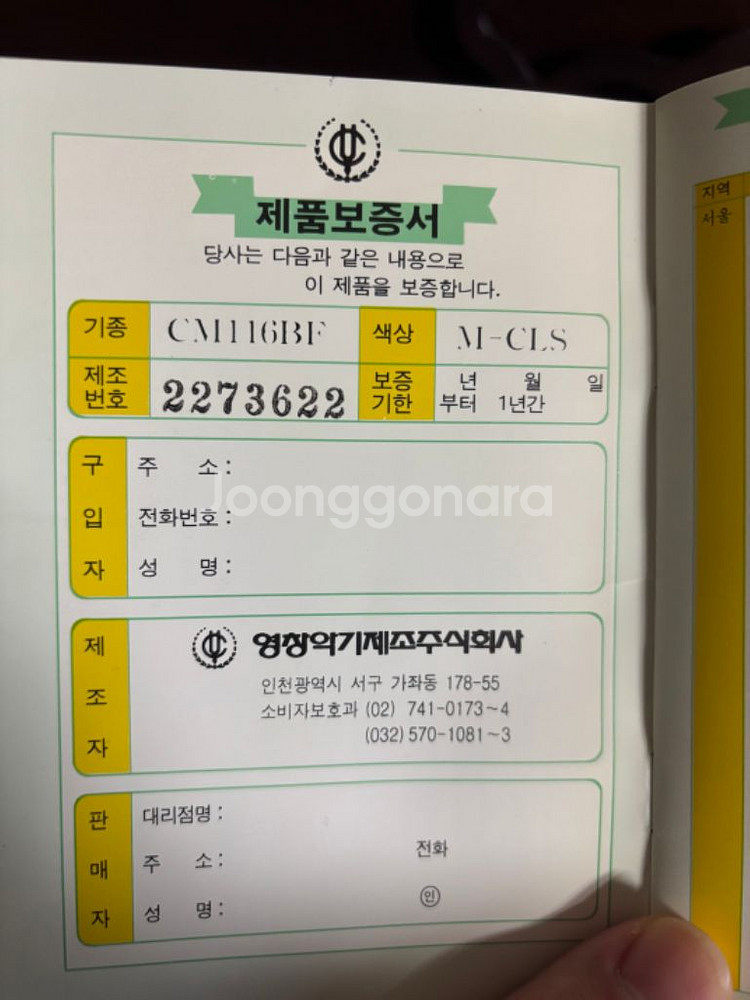 제품보증서
당사는 다음과 같은 내용으로
이 제품을 보증합니다.
기종 CM116BF 색상 M-CLS
제조번호 2273622 보증기한 년 월 일부터 1년간
구입자
주 소 :
전화번호 :
성 명 :
Joonggonara
제조자
영창악기제조주식회사
인천광역시 서구 가좌동 178-55
소비자보호과 (02) 741-0173~4
(032) 570-1081~3
판매자
대리점명 :
주 소 : 전화
성 명 : 인
지역
서울